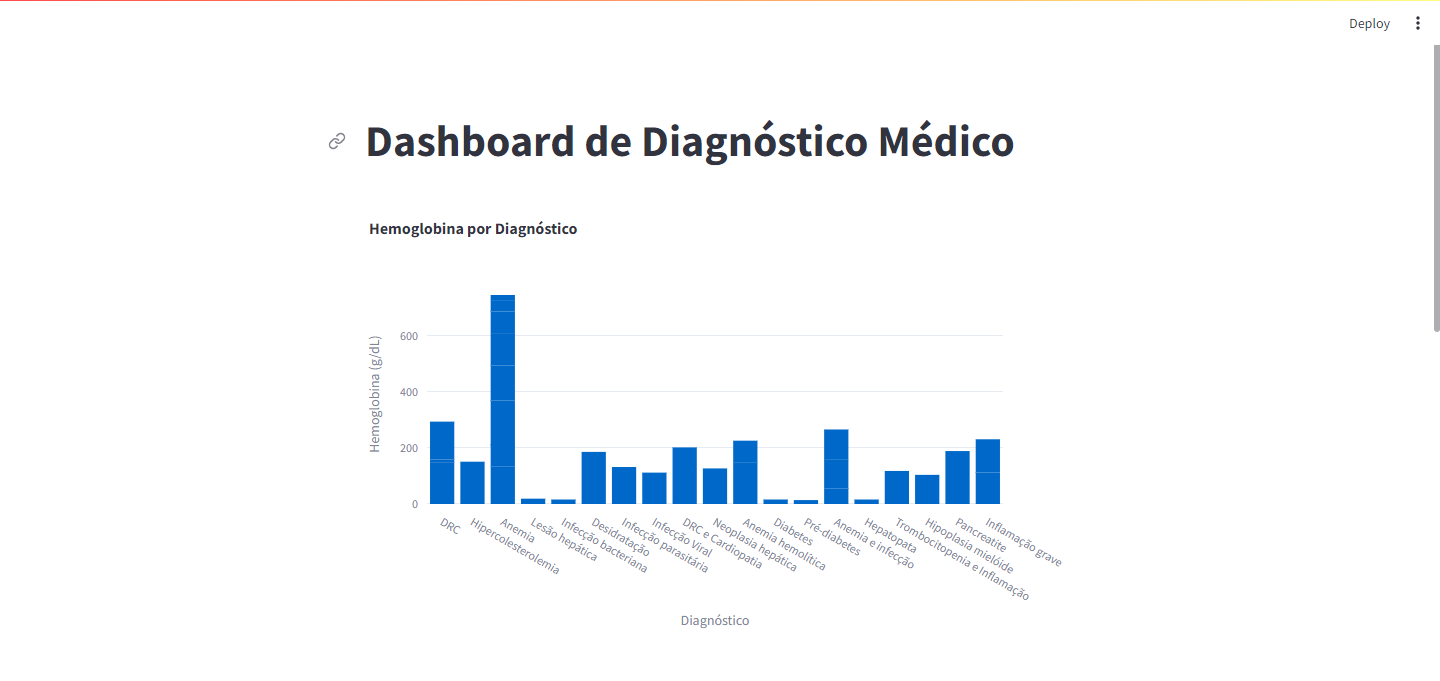 Deploy
Dashboard de Diagnóstico Médico
Hemoglobina por Diagnóstico
Hemoglobina (g/dL)
600
400
200
0
DRC
Hipercolesterolemia
Anemia
Lesão hepática
Infecção bacteriana
Desidratação
Infecção parasitária
Infecção Viral
DRC e Cardiopatia
Neoplasia hepática
Anemia hemolítica
Diabetes
Pré-diabetes
Anemia e infecção
Hepatopata
Trombocitopenia e Inflamação
Hipoplasia mielóide
Pancreatite
Inflamação grave
Diagnóstico